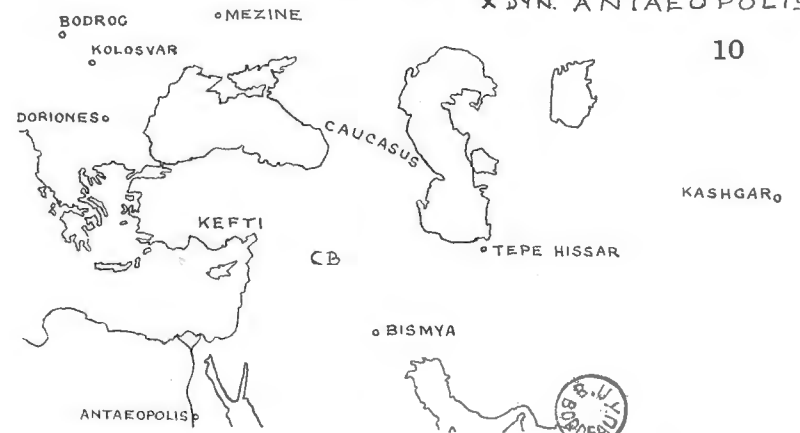 X DYN. ANTAEOPOLIS
10
BODROG
MEZINE
KOLOSVAR
DORIONES
CAUCASUS
KASHGAR
KEFTI
CB
TEPE HISSAR
BISMYA
ANTAEOPOLIS